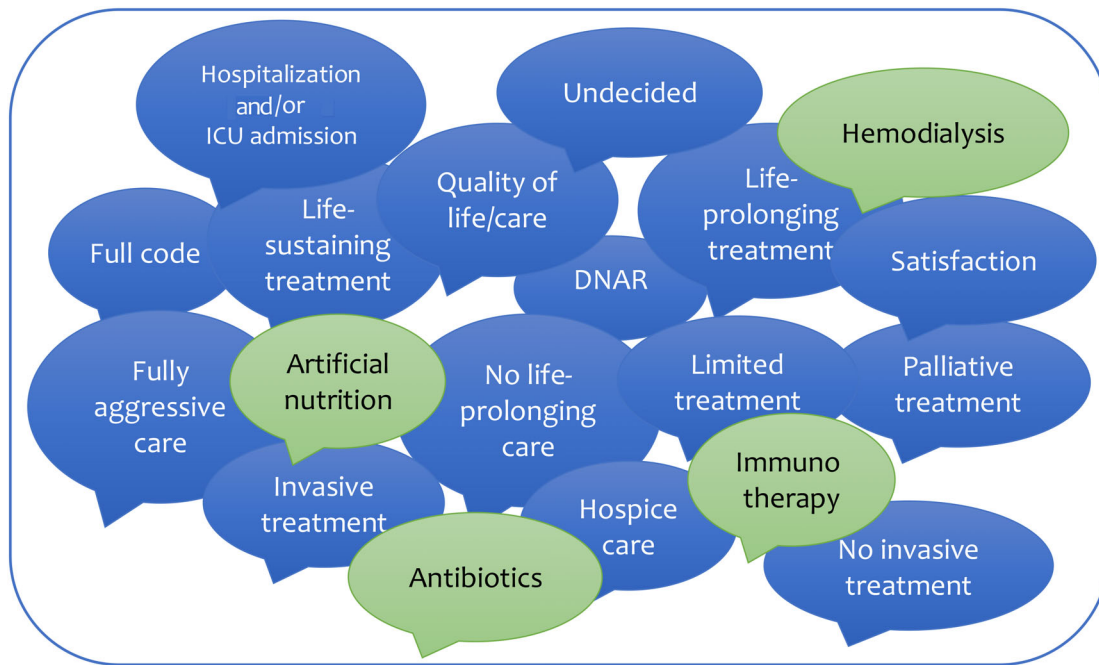 Hospitalization
and/or
ICU admission
Undecided
Hemodialysis
Quality of
life/care
Life-
prolonging
treatment
Full code
Life-
sustaining
treatment
DNAR
Satisfaction
Fully
aggressive
care
Artificial
nutrition
No life-
prolonging
care
Limited
treatment
Palliative
treatment
Invasive
treatment
Immuno
therapy
Hospice
care
Antibiotics
No invasive
treatment